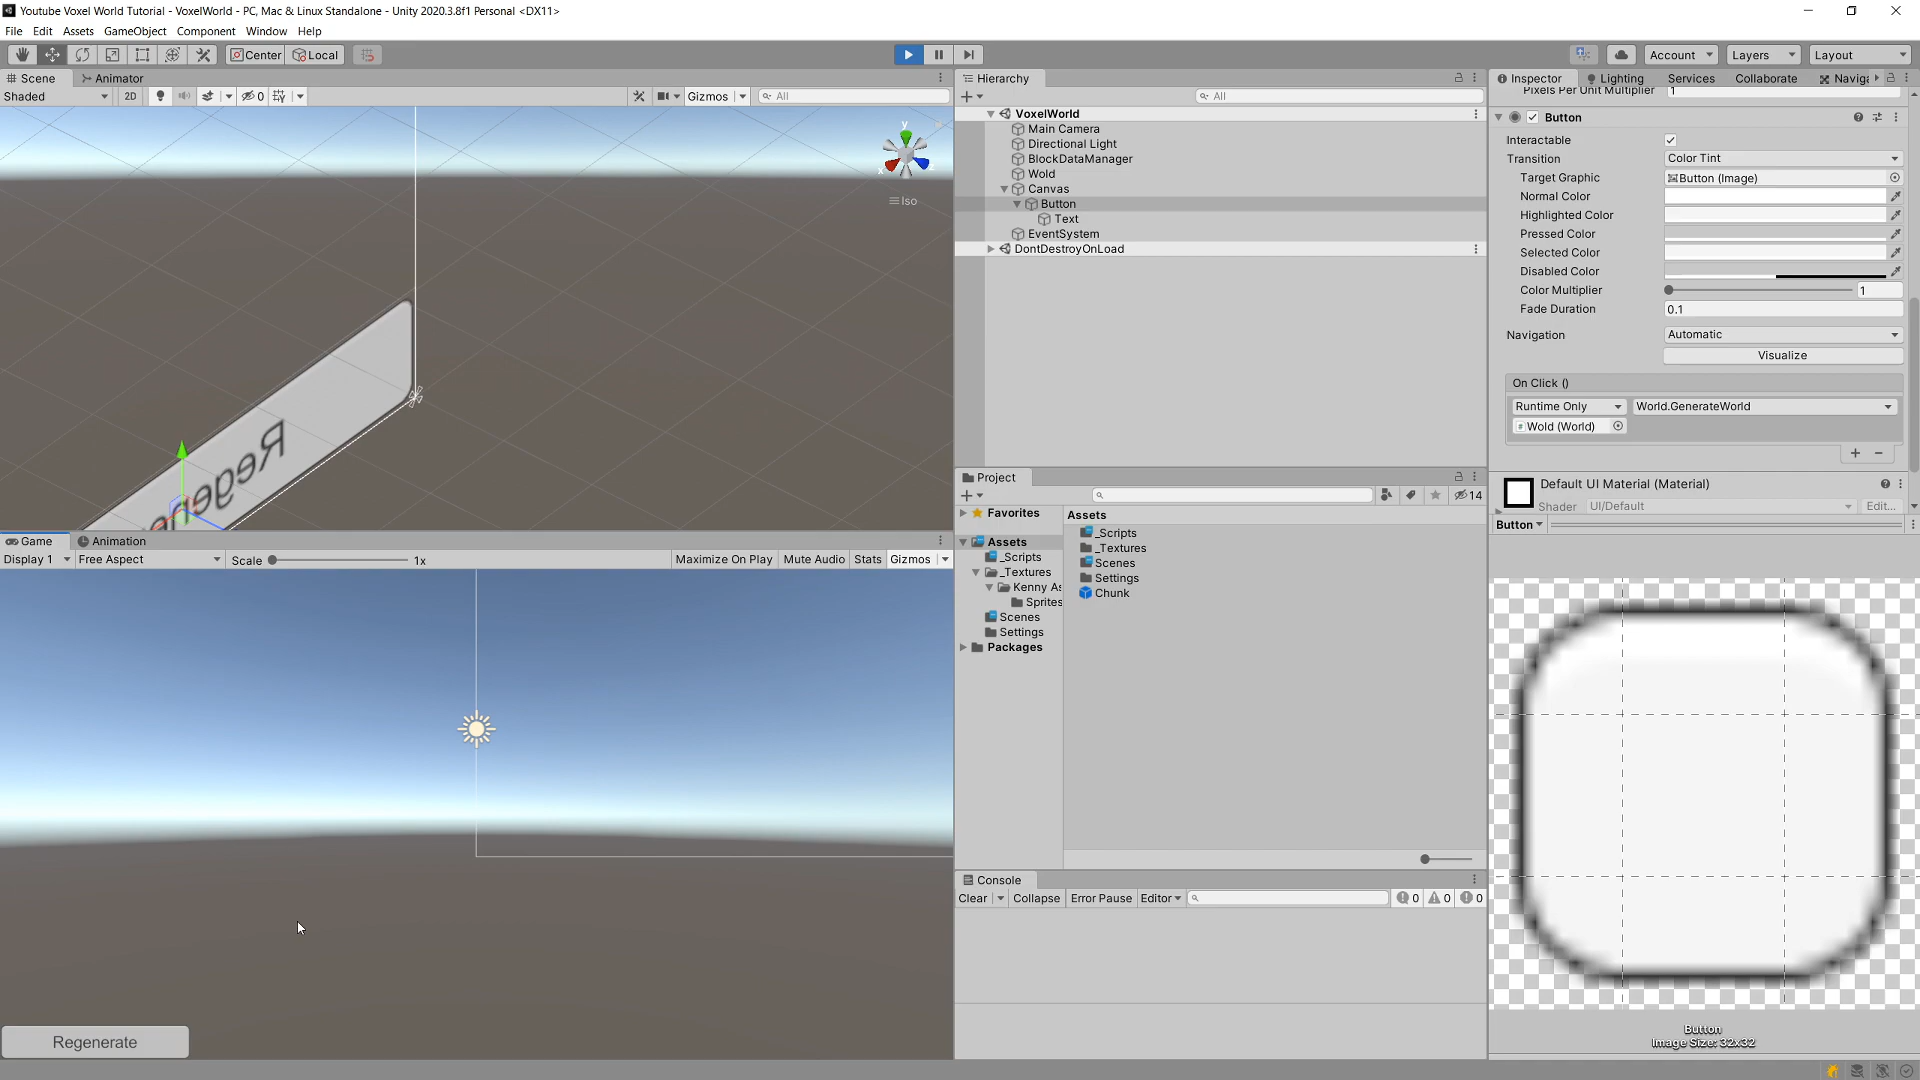 Youtube Voxel World Tutorial - VoxelWorld - PC, Mac & Linux Standalone - Unity 2020.3.8f1 Personal <DX11>
File Edit Assets GameObject Component Window Help
Center Local
Account Layers Layout
Scene Animator
Shaded 2D 0 Gizmos All
y
x
Iso
Regen
Game Animation
Display 1 Free Aspect Scale 1x Maximize On Play Mute Audio Stats Gizmos
Regenerate
Hierarchy
All
VoxelWorld
Main Camera
Directional Light
BlockDataManager
Wold
Canvas
Button
Text
EventSystem
DontDestroyOnLoad
Project
14
Favorites
Assets
_Scripts
_Textures
Kenny As
Sprites
Scenes
Settings
Packages
Assets
_Scripts
_Textures
Scenes
Settings
Chunk
Console
Clear Collapse Error Pause Editor 0 0 0
Inspector Lighting Services Collaborate Naviga
Pixels Per Unit Multiplier 1
Button
Interactable
Transition Color Tint
Target Graphic Button (Image)
Normal Color
Highlighted Color
Pressed Color
Selected Color
Disabled Color
Color Multiplier 1
Fade Duration 0.1
Navigation Automatic
Visualize
On Click ()
Runtime Only World.GenerateWorld
Wold (World)
Default UI Material (Material)
Shader UI/Default Edit...
Button
Button
Image Size: 32x32